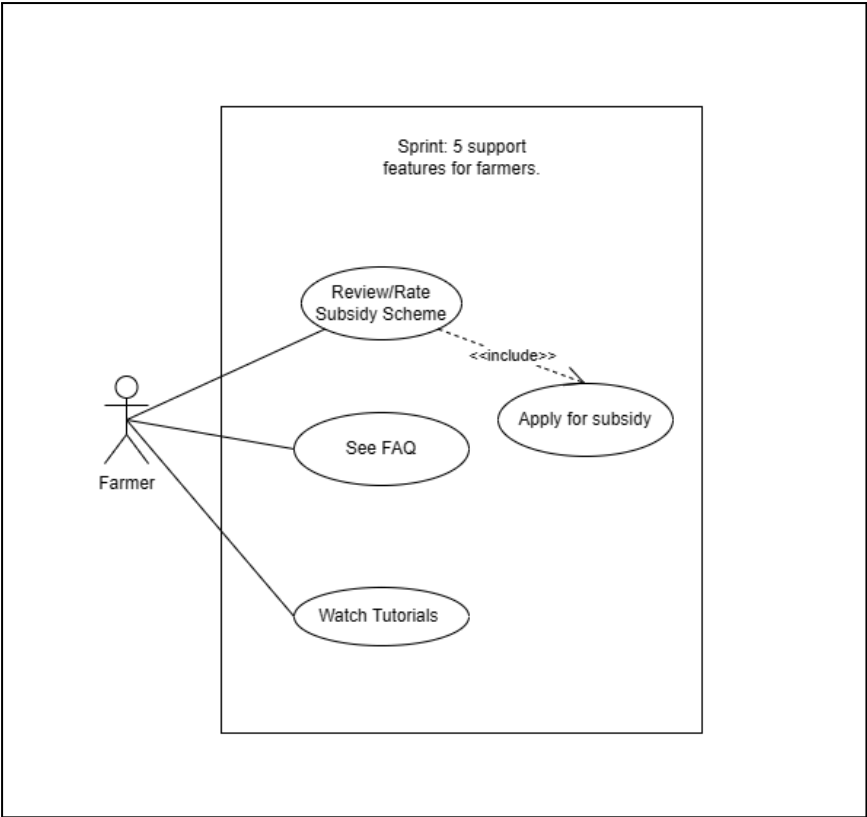 Sprint: 5 support
features for farmers.
Review/Rate
Subsidy Scheme
<<include>>
Apply for subsidy
See FAQ
Farmer
Watch Tutorials